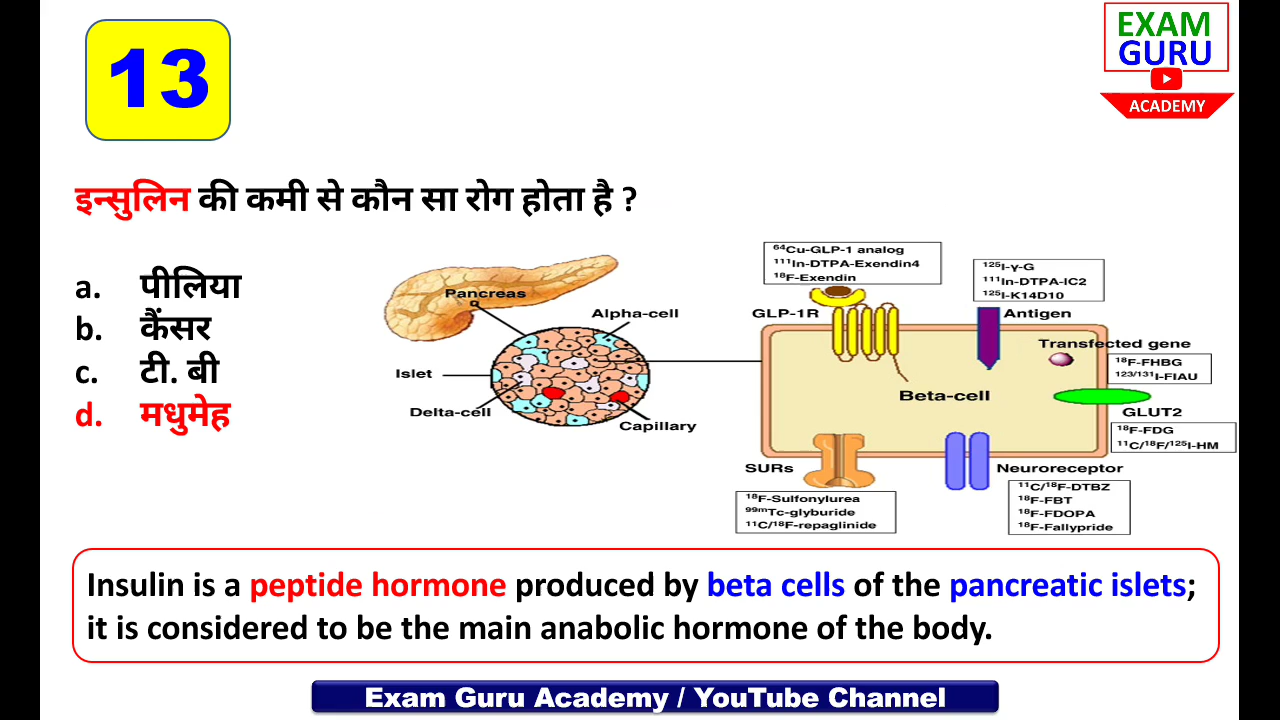 13
EXAM
GURU
ACADEMY
इन्सुलिन की कमी से कौन सा रोग होता है ?
a. पीलिया
b. कैंसर
c. टी. बी
d. मधुमेह
Pancreas
Alpha-cell
Islet
Delta-cell
Capillary
⁶⁴Cu-GLP-1 analog
¹¹¹In-DTPA-Exendin4
¹⁸F-Exendin
GLP-1R
¹²⁵I-γ-G
¹¹¹In-DTPA-IC2
¹²⁵I-K14D10
Antigen
Transfected gene
¹⁸F-FHBG
¹²³/¹³¹I-FIAU
Beta-cell
GLUT2
¹⁸F-FDG
¹¹C/¹⁸F/¹²⁵I-HM
SURs
¹⁸F-Sulfonylurea
⁹⁹ᵐTc-glyburide
¹¹C/¹⁸F-repaglinide
Neuroreceptor
¹¹C/¹⁸F-DTBZ
¹⁸F-FBT
¹⁸F-FDOPA
¹⁸F-Fallypride
Insulin is a peptide hormone produced by beta cells of the pancreatic islets;
it is considered to be the main anabolic hormone of the body.
Exam Guru Academy / YouTube Channel